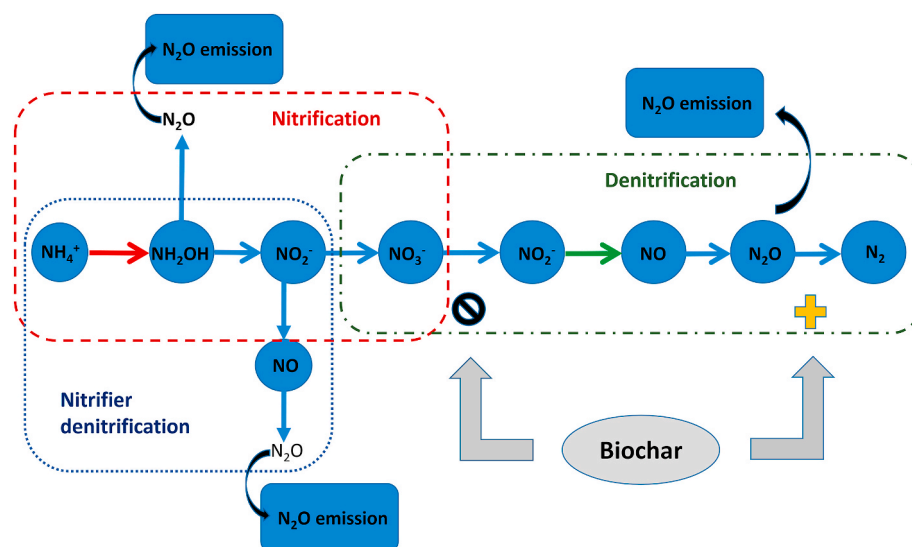 N₂O emission
N₂O emission
N₂O
Nitrification
Denitrification
NH₄⁺
NH₂OH
NO₂⁻
NO₃⁻
NO₂⁻
NO
N₂O
N₂
NO
Nitrifier
denitrification
N₂O
Biochar
N₂O emission